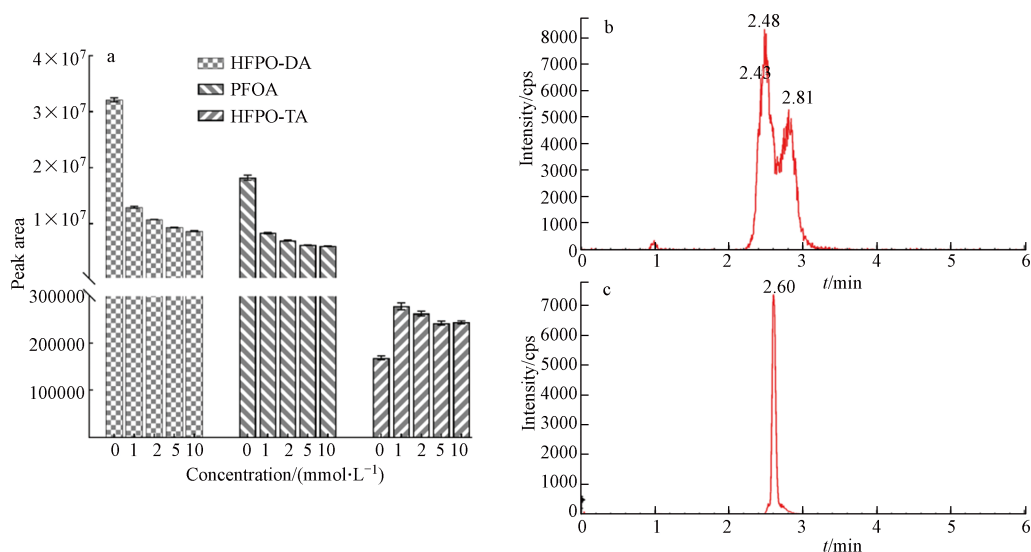 a
4×10⁷
3×10⁷
2×10⁷
1×10⁷
300000
200000
100000
Peak area
HFPO-DA
PFOA
HFPO-TA
0 1 2 5 10 0 1 2 5 10 0 1 2 5 10
Concentration/(mmol·L⁻¹)
b
2.48
2.43
2.81
8000
7000
6000
5000
4000
3000
2000
1000
0
Intensity/cps
0 1 2 3 4 5 6
t/min
c
2.60
7000
6000
5000
4000
3000
2000
1000
0
Intensity/cps
0 1 2 3 4 5 6
t/min